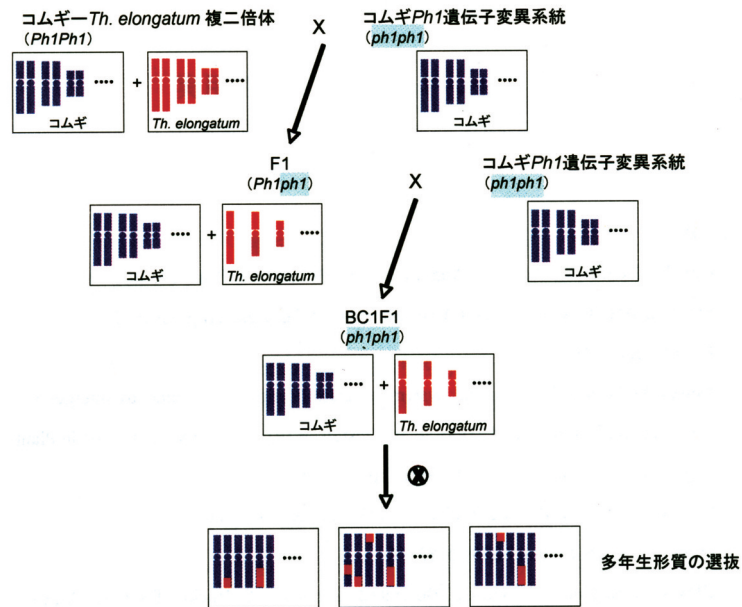 コムギーTh. elongatum 複二倍体
(Ph1Ph1)
X
コムギPh1遺伝子変異系統
(ph1ph1)
+
コムギ
Th. elongatum
コムギ
F1
(Ph1ph1)
X
コムギPh1遺伝子変異系統
(ph1ph1)
+
コムギ
Th. elongatum
コムギ
BC1F1
(ph1ph1)
+
コムギ
Th. elongatum
多年生形質の選抜